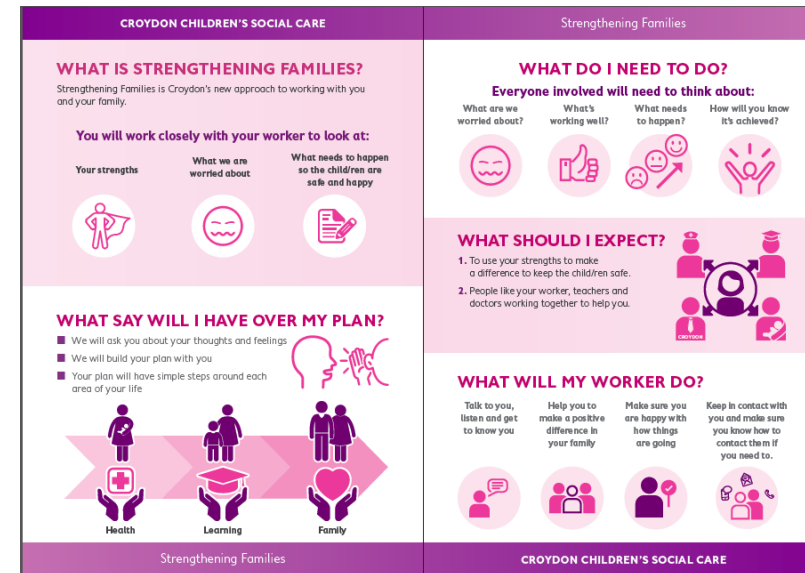 CROYDON CHILDREN'S SOCIAL CARE
WHAT IS STRENGTHENING FAMILIES?
Strengthening Families is Croydon's new approach to working with you
and your family.
You will work closely with your worker to look at:
Your strengths
What we are
worried about
What needs to happen
so the child/ren are
safe and happy
WHAT SAY WILL I HAVE OVER MY PLAN?
We will ask you about your thoughts and feelings
We will build your plan with you
Your plan will have simple steps around each
area of your life
Health
Learning
Family
Strengthening Families
Strengthening Families
WHAT DO I NEED TO DO?
Everyone involved will need to think about:
What are we
worried about?
What's
working well?
What needs
to happen?
How will you know
it's achieved?
WHAT SHOULD I EXPECT?
1. To use your strengths to make
a difference to keep the child/ren safe.
2. People like your worker, teachers and
doctors working together to help you.
CROYDON
WHAT WILL MY WORKER DO?
Talk to you,
listen and get
to know you
Help you to
make a positive
difference in
your family
Make sure you
are happy with
how things
are going
Keep in contact with
you and make sure
you know how to
contact them if
you need to.
CROYDON CHILDREN'S SOCIAL CARE